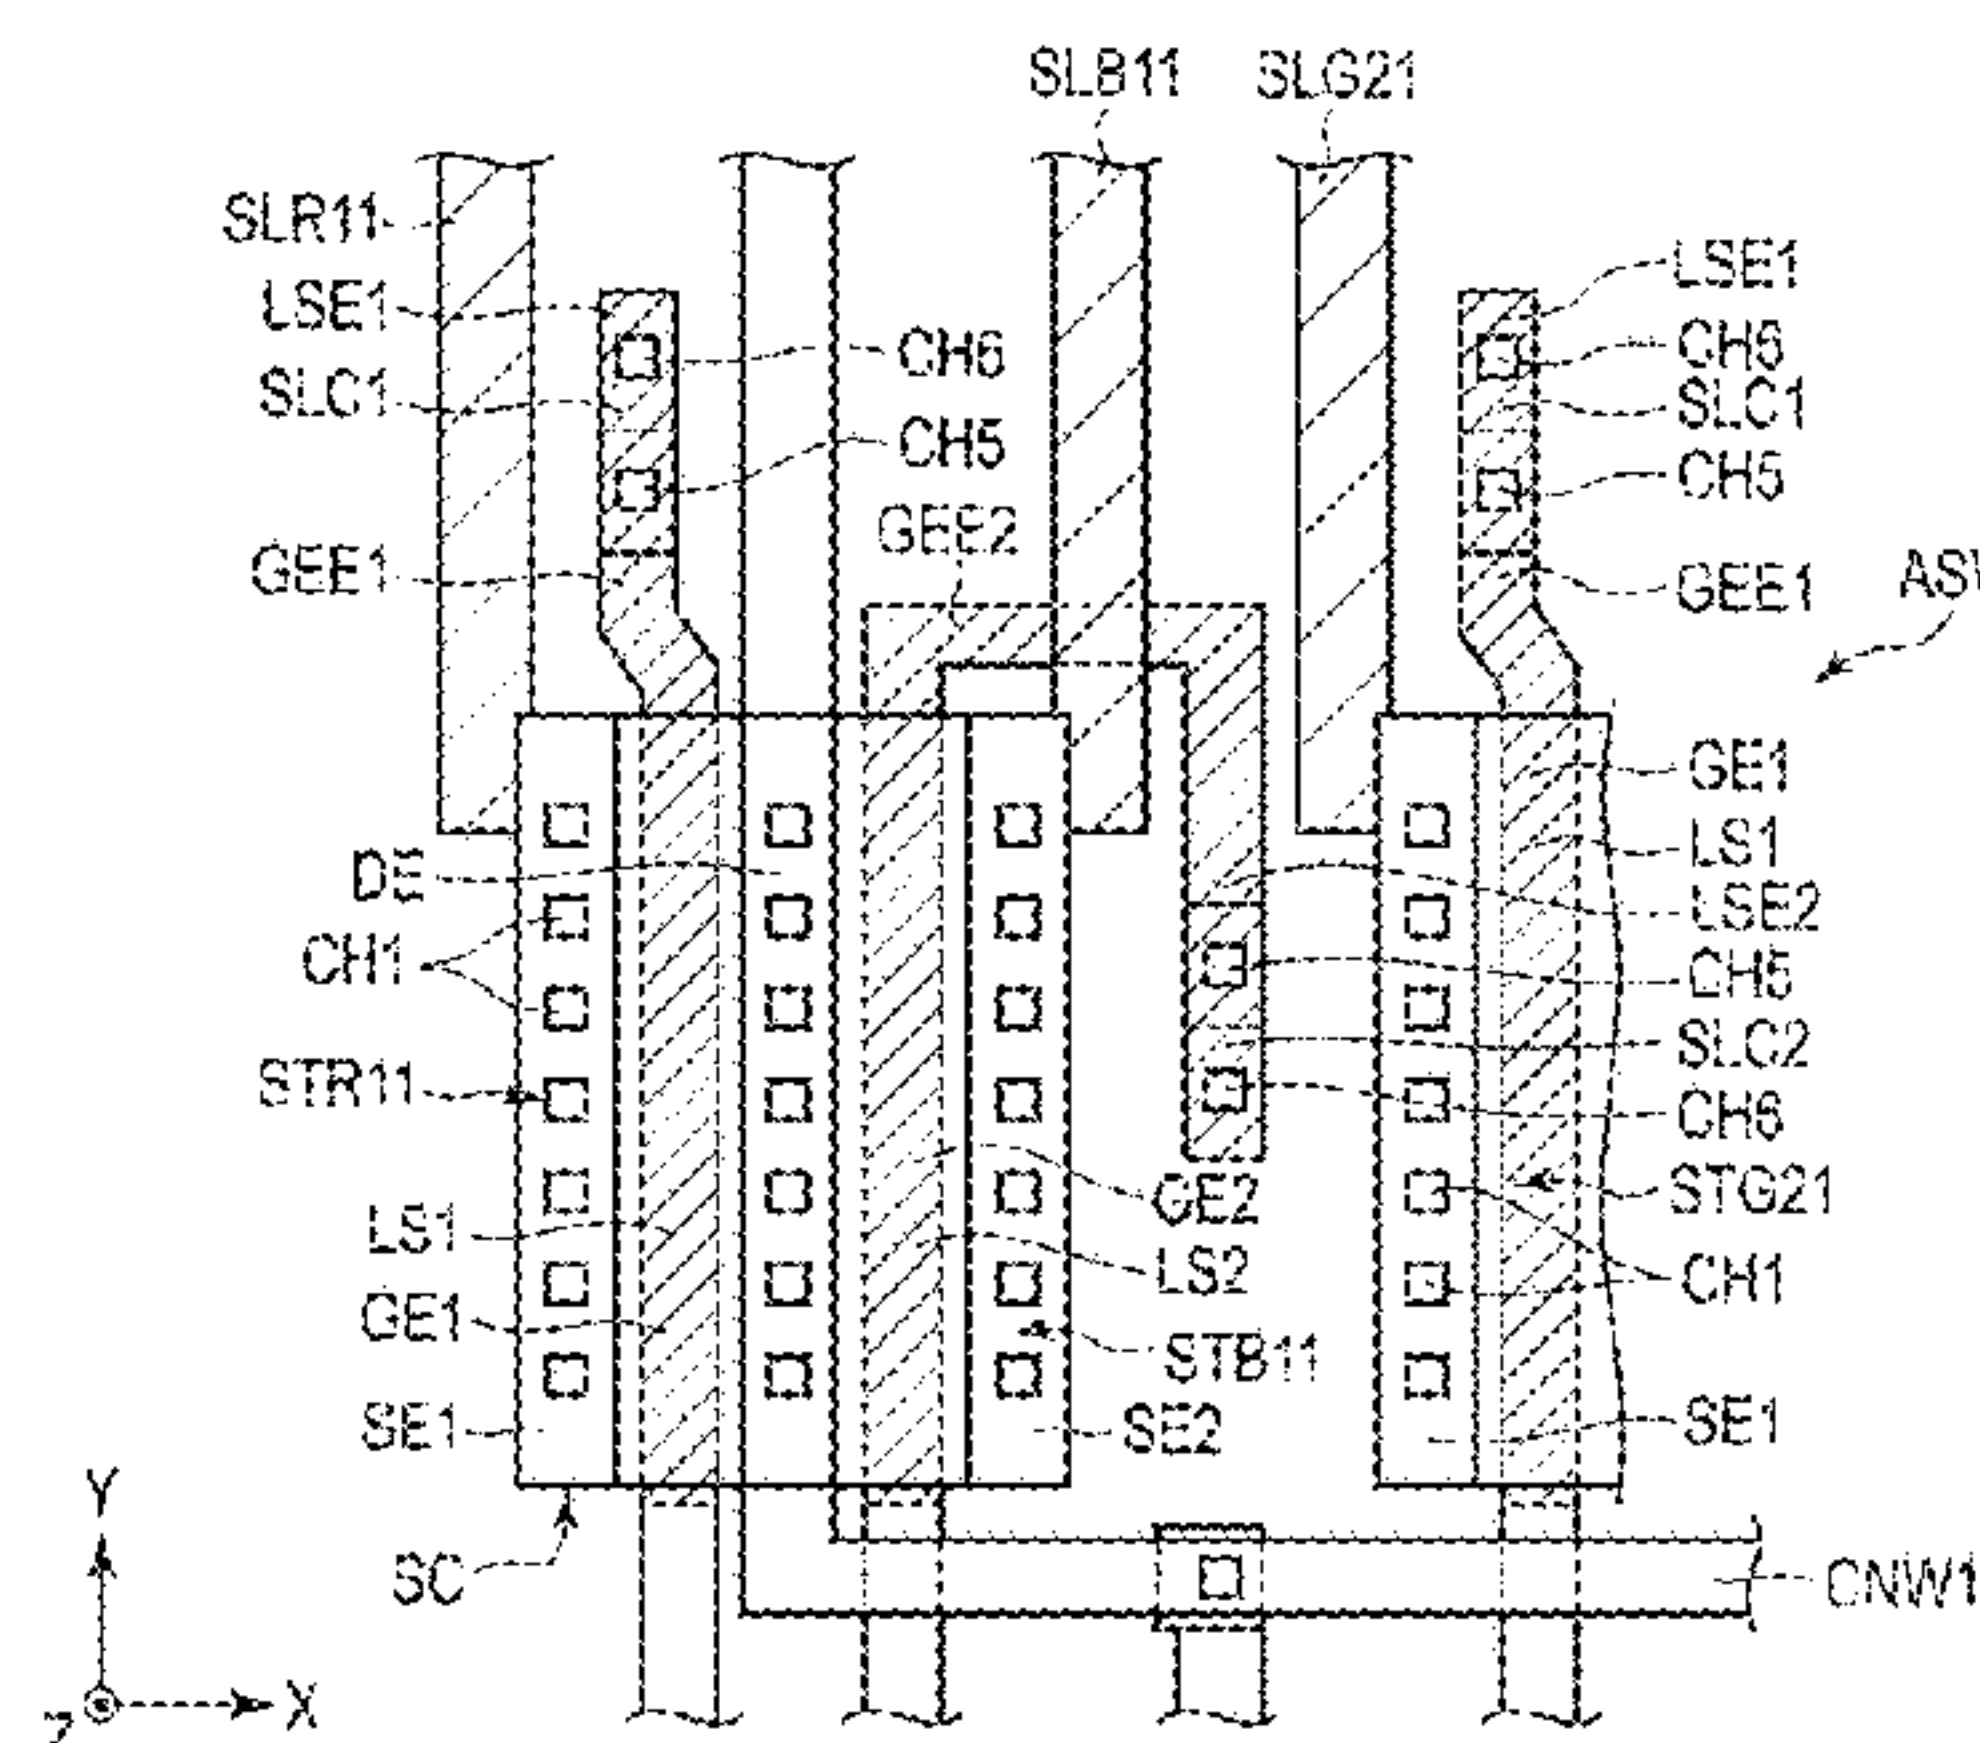 SLB11 SLG21
SLR11
LSE1 LSE1
CH6 CH6
SLC1 SLC1
CH5 CH5
GEE2
GEE1 GEE1
GE1
LS1
DE
LSE2
CH1
CH5
SLC2
STR11
CH6
GE2 STG21
LS1
LS2 CH1
GE1
STB11
SE1 SE2 SE1
Y
SC CNW1
X